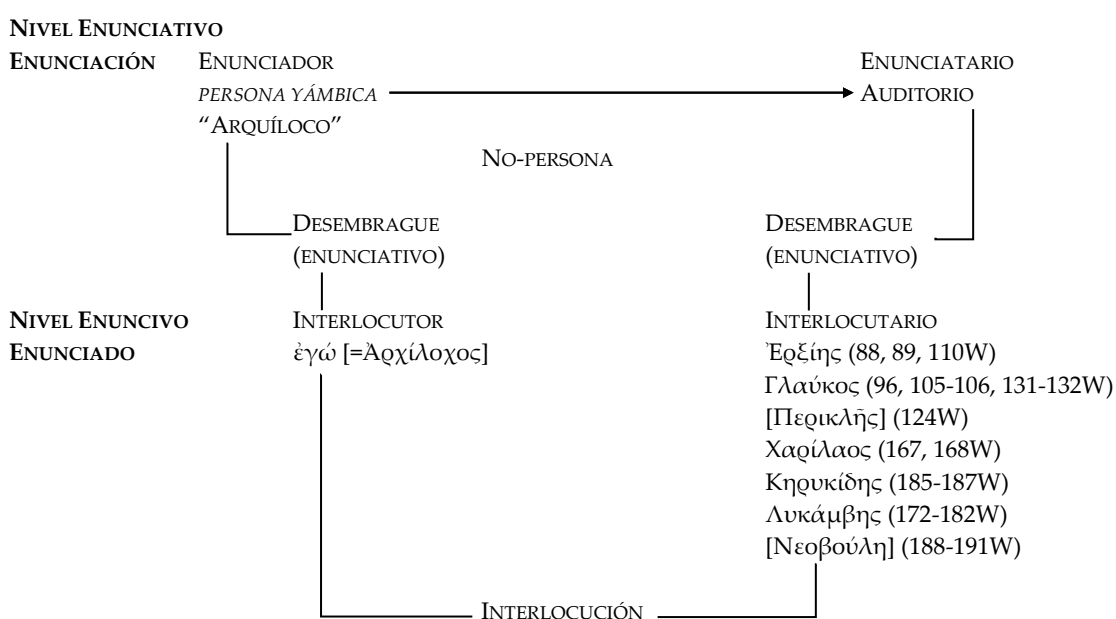 NIVEL ENUNCIATIVO
ENUNCIACIÓN ENUNCIADOR ENUNCIATARIO
PERSONA YÁMBICA AUDITORIO
“ARQUÍLOCO”
NO-PERSONA
DESEMBRAGUE DESEMBRAGUE
(ENUNCIATIVO) (ENUNCIATIVO)
NIVEL ENUNCIVO INTERLOCUTOR INTERLOCUTARIO
ENUNCIADO ἐγώ [=Ἀρχίλοχος] Ἐρξίης (88, 89, 110W)
Γλαύκος (96, 105-106, 131-132W)
[Περικλῆς] (124W)
Χαρίλαος (167, 168W)
Κηρυκίδης (185-187W)
Λυκάμβης (172-182W)
[Νεοβούλη] (188-191W)
INTERLOCUCIÓN